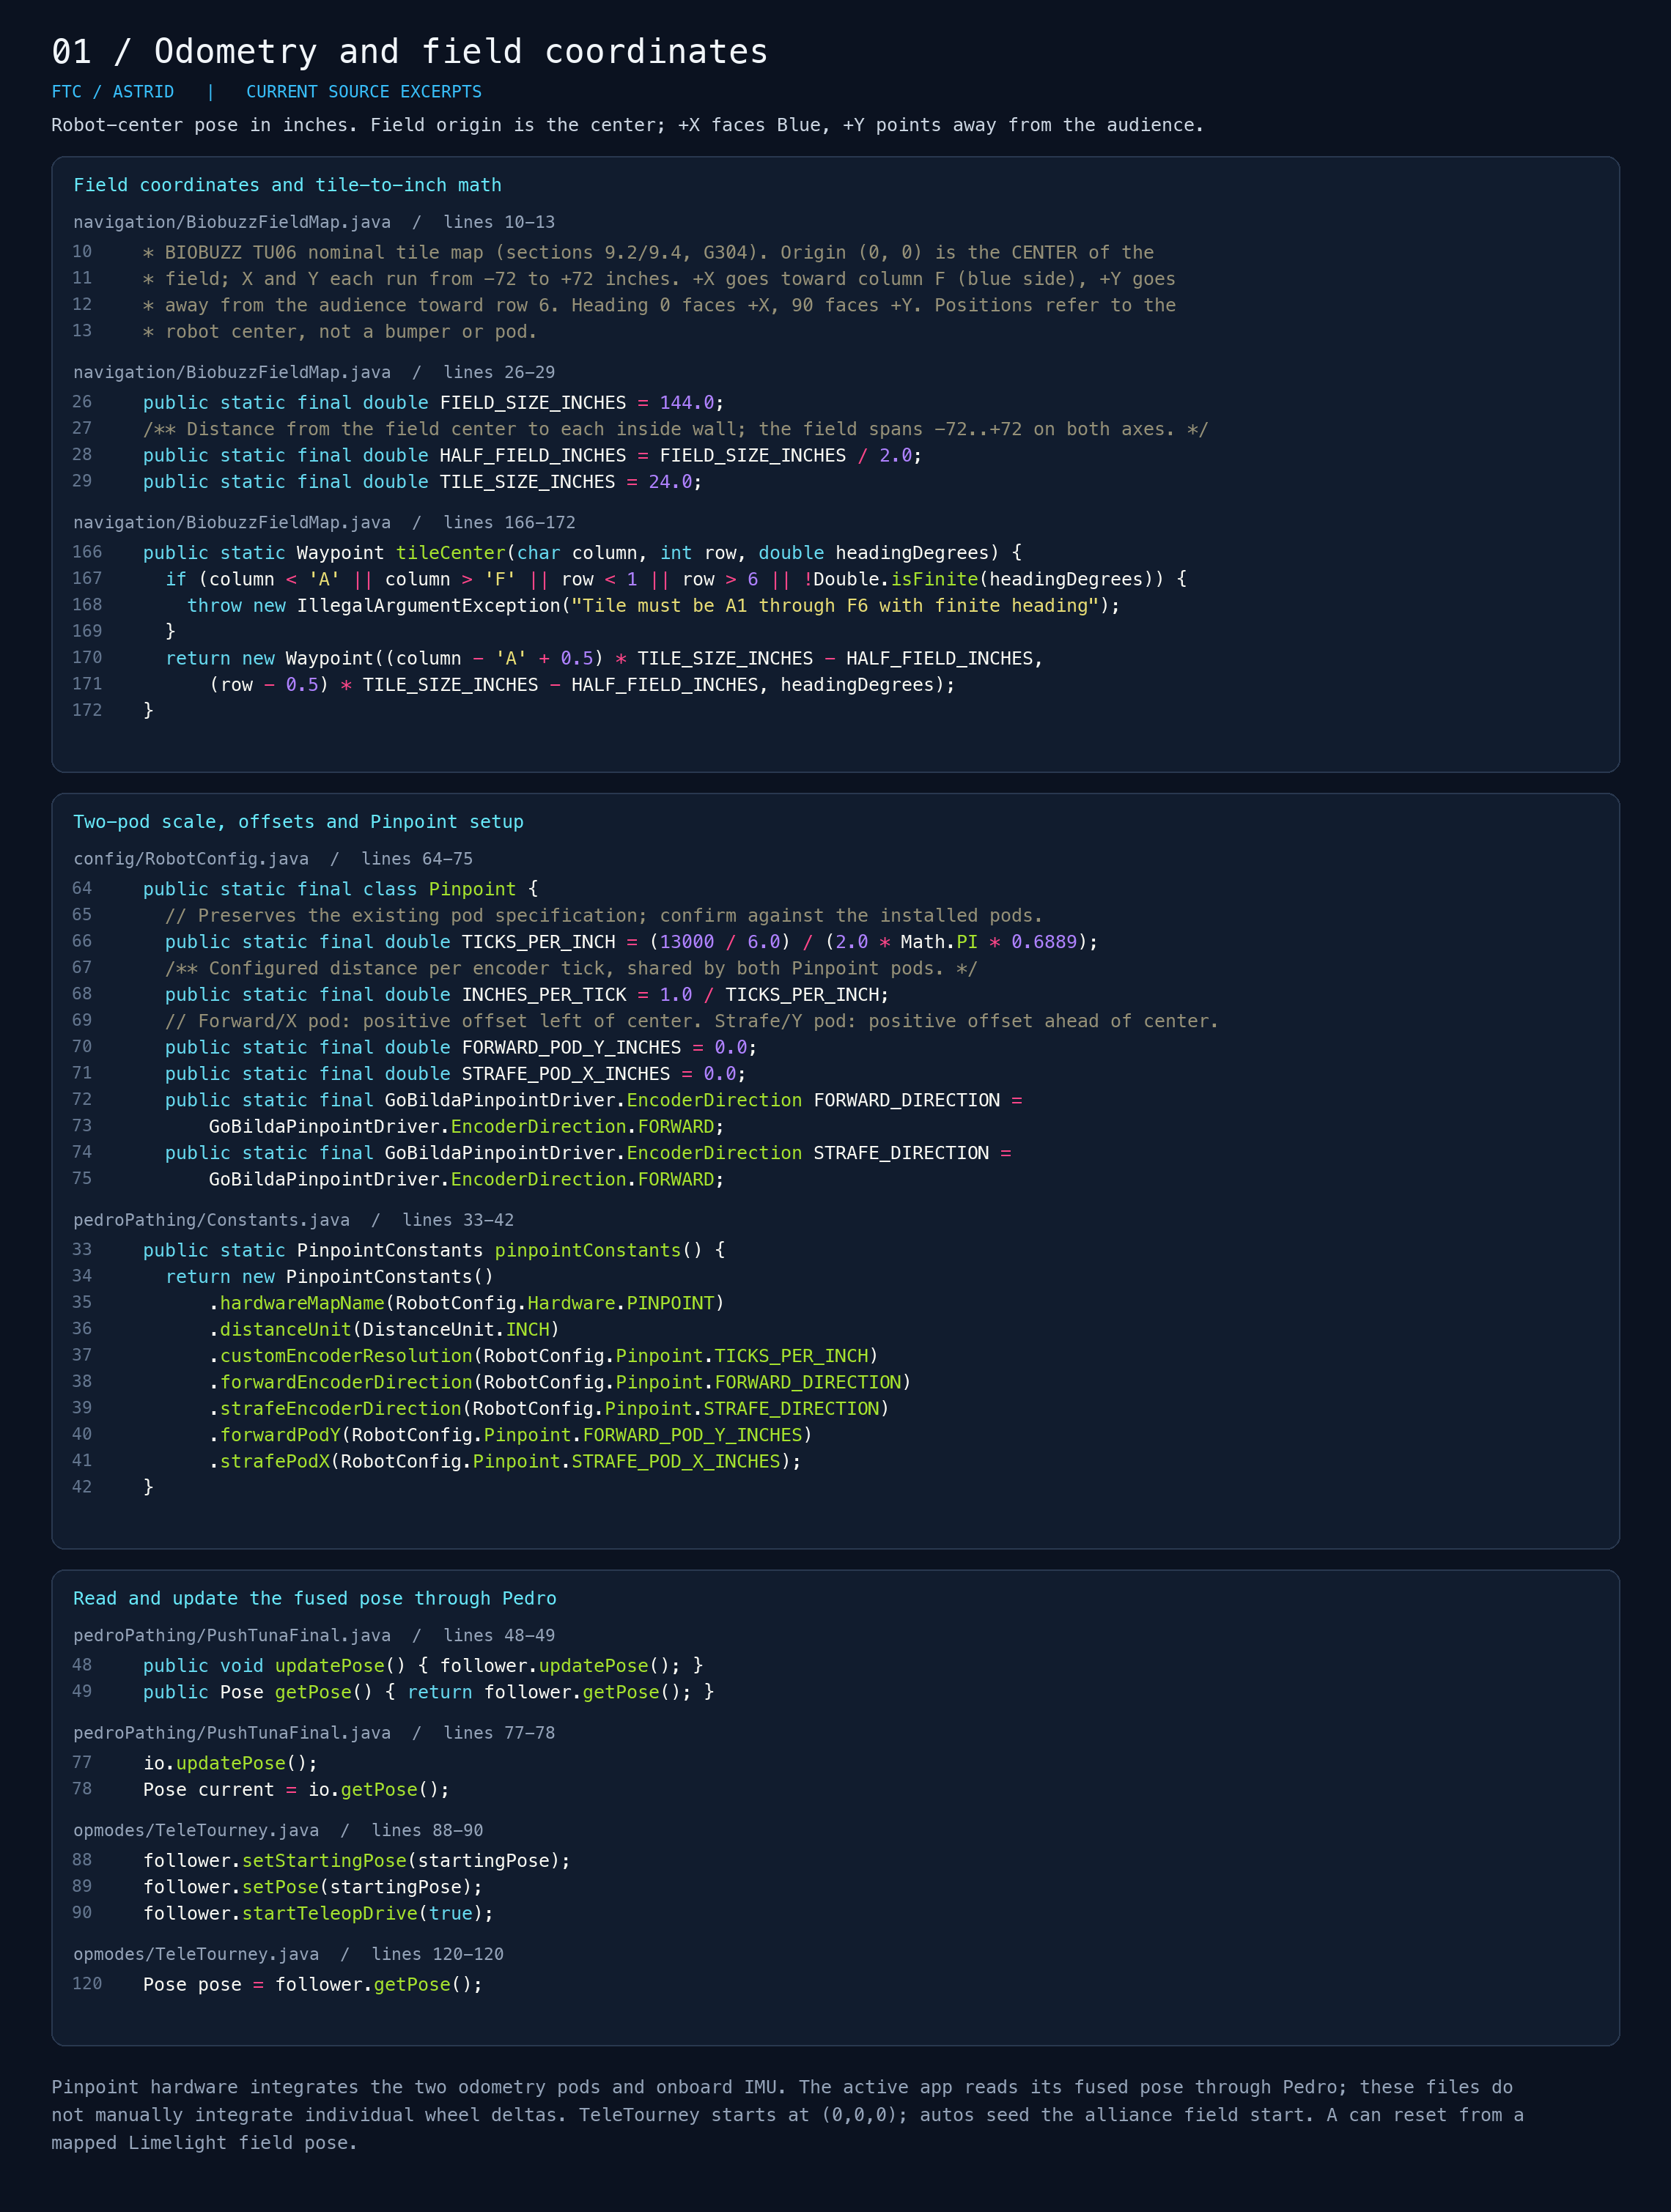 01 / Odometry and field coordinates
FTC / ASTRID   |   CURRENT SOURCE EXCERPTS
Robot-center pose in inches. Field origin is the center; +X faces Blue, +Y points away from the audience.
Field coordinates and tile-to-inch math
navigation/BiobuzzFieldMap.java  /  lines 10-13
10     * BIOBUZZ TU06 nominal tile map (sections 9.2/9.4, G304). Origin (0, 0) is the CENTER of the
11     * field; X and Y each run from -72 to +72 inches. +X goes toward column F (blue side), +Y goes
12     * away from the audience toward row 6. Heading 0 faces +X, 90 faces +Y. Positions refer to the
13     * robot center, not a bumper or pod.
navigation/BiobuzzFieldMap.java  /  lines 26-29
26     public static final double FIELD_SIZE_INCHES = 144.0;
27     /** Distance from the field center to each inside wall; the field spans -72..+72 on both axes. */
28     public static final double HALF_FIELD_INCHES = FIELD_SIZE_INCHES / 2.0;
29     public static final double TILE_SIZE_INCHES = 24.0;
navigation/BiobuzzFieldMap.java  /  lines 166-172
166    public static Waypoint tileCenter(char column, int row, double headingDegrees) {
167      if (column < 'A' || column > 'F' || row < 1 || row > 6 || !Double.isFinite(headingDegrees)) {
168        throw new IllegalArgumentException("Tile must be A1 through F6 with finite heading");
169      }
170      return new Waypoint((column - 'A' + 0.5) * TILE_SIZE_INCHES - HALF_FIELD_INCHES,
171          (row - 0.5) * TILE_SIZE_INCHES - HALF_FIELD_INCHES, headingDegrees);
172    }
Two-pod scale, offsets and Pinpoint setup
config/RobotConfig.java  /  lines 64-75
64     public static final class Pinpoint {
65       // Preserves the existing pod specification; confirm against the installed pods.
66       public static final double TICKS_PER_INCH = (13000 / 6.0) / (2.0 * Math.PI * 0.6889);
67       /** Configured distance per encoder tick, shared by both Pinpoint pods. */
68       public static final double INCHES_PER_TICK = 1.0 / TICKS_PER_INCH;
69       // Forward/X pod: positive offset left of center. Strafe/Y pod: positive offset ahead of center.
70       public static final double FORWARD_POD_Y_INCHES = 0.0;
71       public static final double STRAFE_POD_X_INCHES = 0.0;
72       public static final GoBildaPinpointDriver.EncoderDirection FORWARD_DIRECTION =
73           GoBildaPinpointDriver.EncoderDirection.FORWARD;
74       public static final GoBildaPinpointDriver.EncoderDirection STRAFE_DIRECTION =
75           GoBildaPinpointDriver.EncoderDirection.FORWARD;
pedroPathing/Constants.java  /  lines 33-42
33     public static PinpointConstants pinpointConstants() {
34       return new PinpointConstants()
35           .hardwareMapName(RobotConfig.Hardware.PINPOINT)
36           .distanceUnit(DistanceUnit.INCH)
37           .customEncoderResolution(RobotConfig.Pinpoint.TICKS_PER_INCH)
38           .forwardEncoderDirection(RobotConfig.Pinpoint.FORWARD_DIRECTION)
39           .strafeEncoderDirection(RobotConfig.Pinpoint.STRAFE_DIRECTION)
40           .forwardPodY(RobotConfig.Pinpoint.FORWARD_POD_Y_INCHES)
41           .strafePodX(RobotConfig.Pinpoint.STRAFE_POD_X_INCHES);
42     }
Read and update the fused pose through Pedro
pedroPathing/PushTunaFinal.java  /  lines 48-49
48     public void updatePose() { follower.updatePose(); }
49     public Pose getPose() { return follower.getPose(); }
pedroPathing/PushTunaFinal.java  /  lines 77-78
77     io.updatePose();
78     Pose current = io.getPose();
opmodes/TeleTourney.java  /  lines 88-90
88     follower.setStartingPose(startingPose);
89     follower.setPose(startingPose);
90     follower.startTeleopDrive(true);
opmodes/TeleTourney.java  /  lines 120-120
120    Pose pose = follower.getPose();
Pinpoint hardware integrates the two odometry pods and onboard IMU. The active app reads its fused pose through Pedro; these files do
not manually integrate individual wheel deltas. TeleTourney starts at (0,0,0); autos seed the alliance field start. A can reset from a
mapped Limelight field pose.